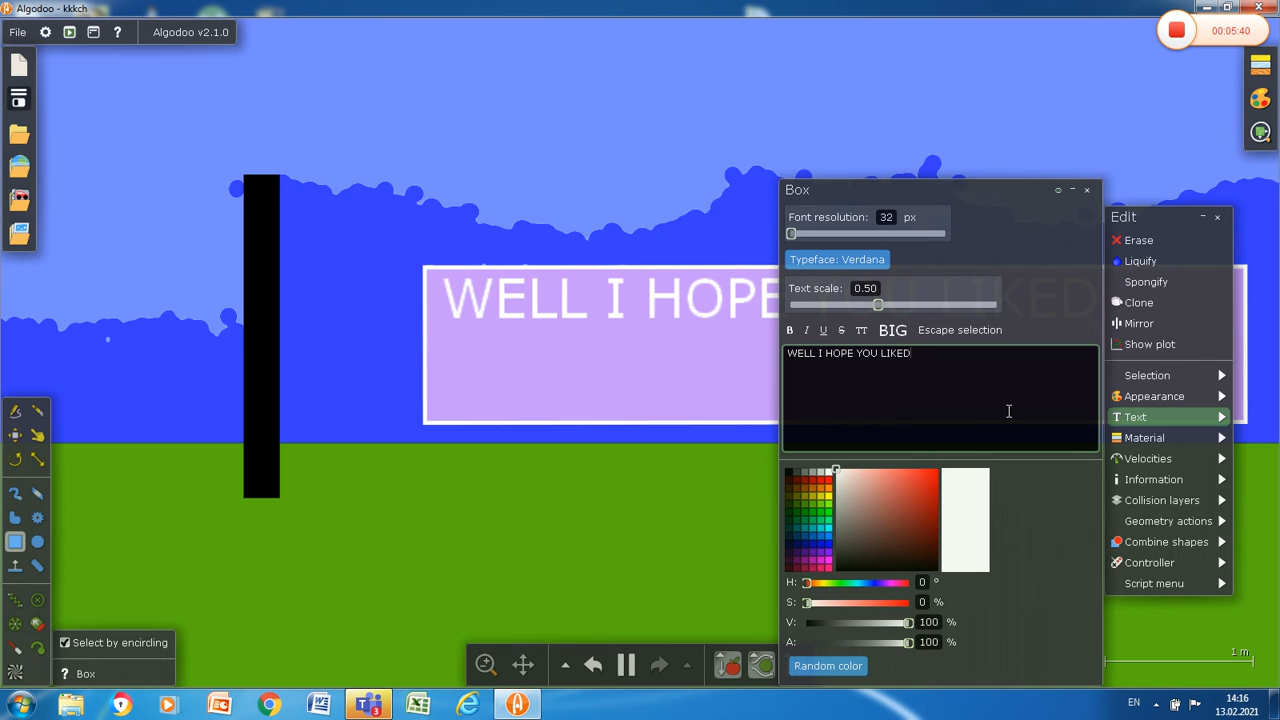 Algodoo - kkkch
00:05:40
File ? Algodoo v2.1.0
Box
Font resolution: 32 px
Typeface: Verdana
Text scale: 0.50
B I U S TT BIG Escape selection
WELL I HOPE YOU LIKED
WELL I HOPE YOU LIKED
H: 0 °
S: 0 %
V: 100 %
A: 100 %
Random color
Edit
Erase
Liquify
Spongify
Clone
Mirror
Show plot
Selection
Appearance
T Text
Material
Velocities
Information
Collision layers
Geometry actions
Combine shapes
Controller
Script menu
Select by encircling
? Box
1 m
3
EN
14:16
13.02.2021